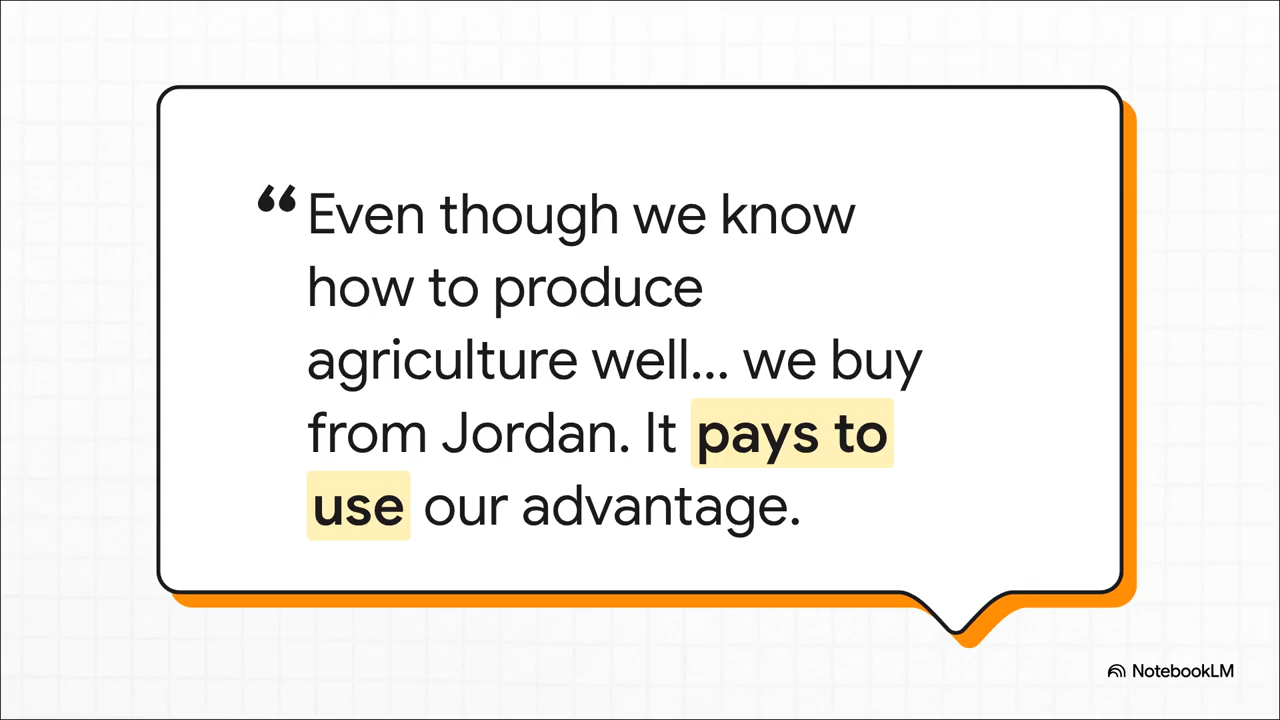 “Even though we know
how to produce
agriculture well... we buy
from Jordan. It pays to
use our advantage.
NotebookLM